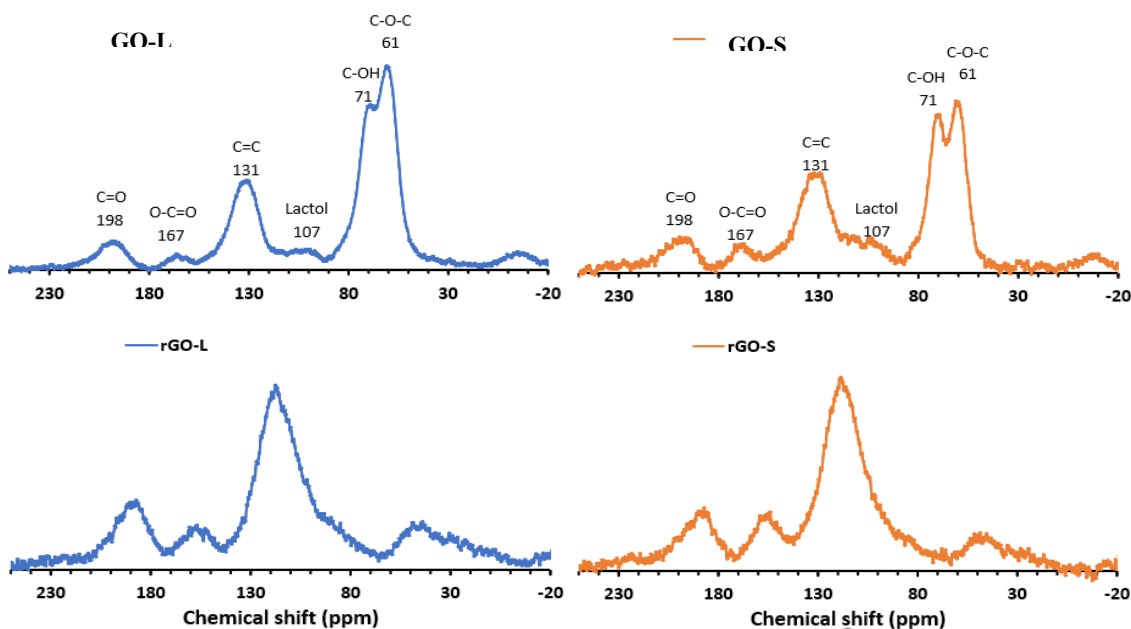 GO-L
C-O-C
61
C-OH
71
C=C
131
C=O
198
O-C=O
167
Lactol
107
230 180 130 80 30 -20
GO-S
C-O-C
61
C-OH
71
C=C
131
C=O
198
O-C=O
167
Lactol
107
230 180 130 80 30 -20
rGO-L
230 180 130 80 30 -20
Chemical shift (ppm)
rGO-S
230 180 130 80 30 -20
Chemical shift (ppm)